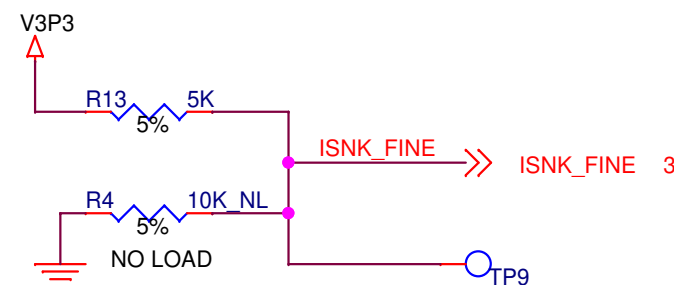 V3P3
R13 5K
5%
ISNK_FINE
ISNK_FINE 3
R4 10K_NL
5%
NO LOAD
TP9